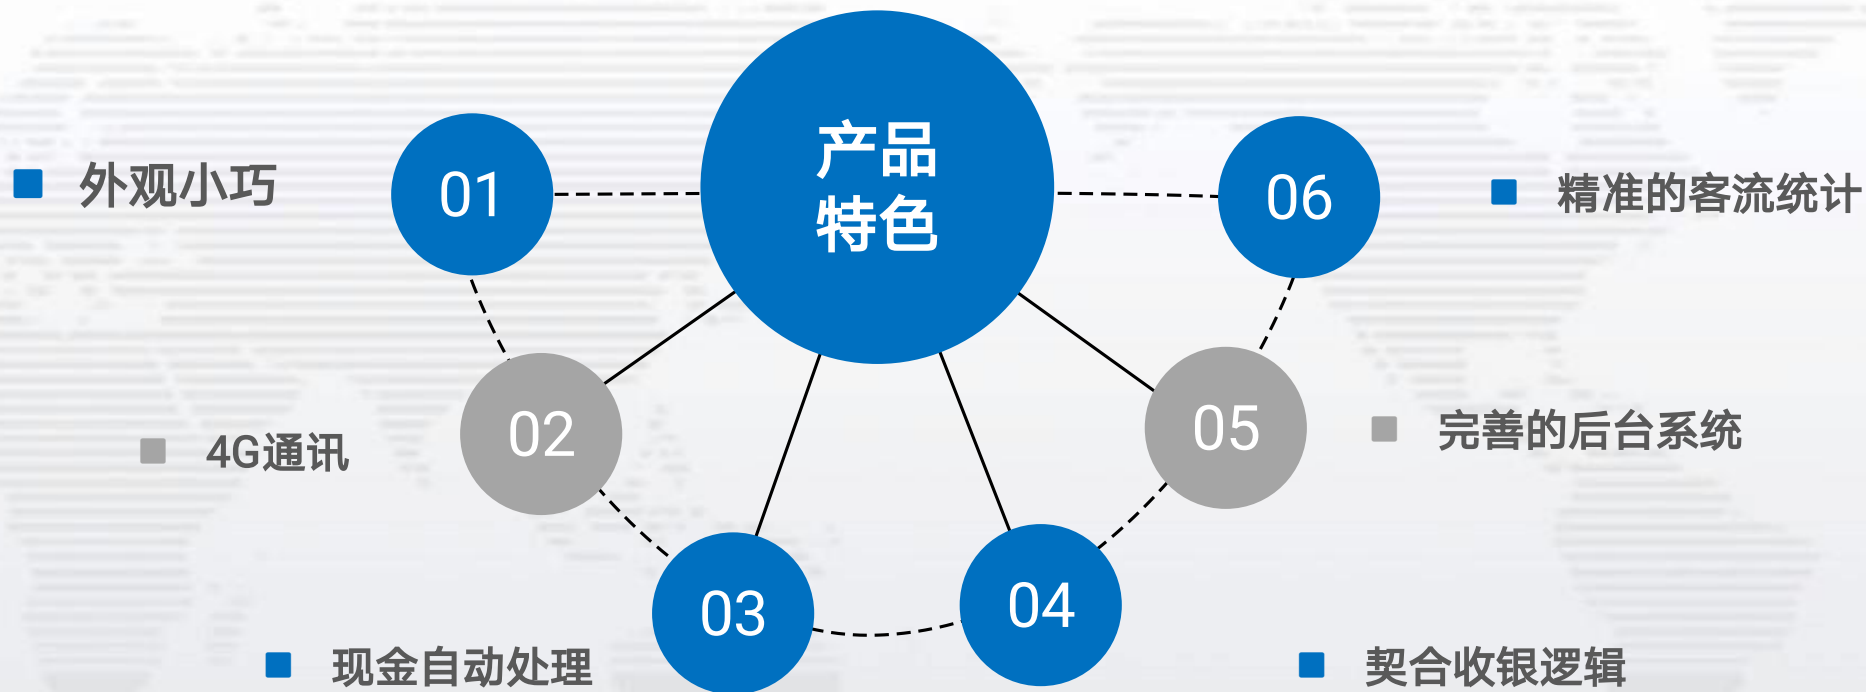 产品
特色
01
外观小巧
02
4G通讯
03
现金自动处理
04
契合收银逻辑
05
完善的后台系统
06
精准的客流统计